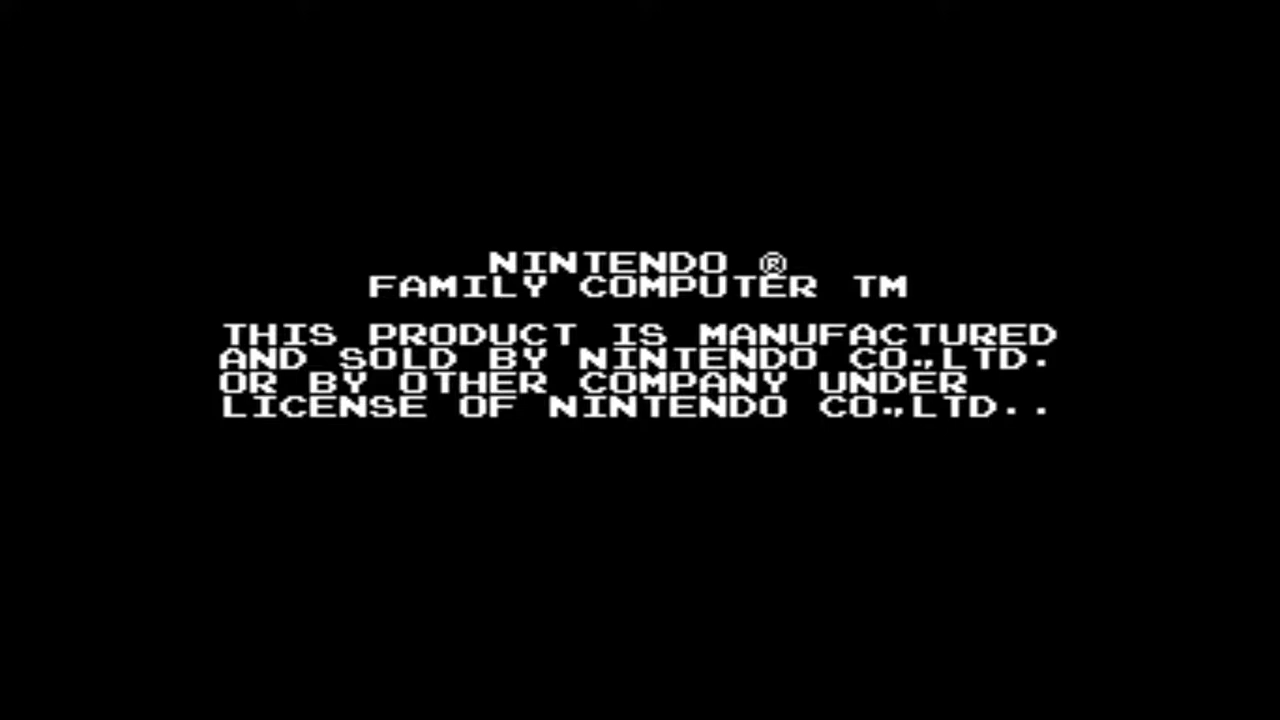 NINTENDO ®
FAMILY COMPUTER TM
THIS PRODUCT IS MANUFACTURED
AND SOLD BY NINTENDO CO.,LTD.
OR BY OTHER COMPANY UNDER
LICENSE OF NINTENDO CO.,LTD..